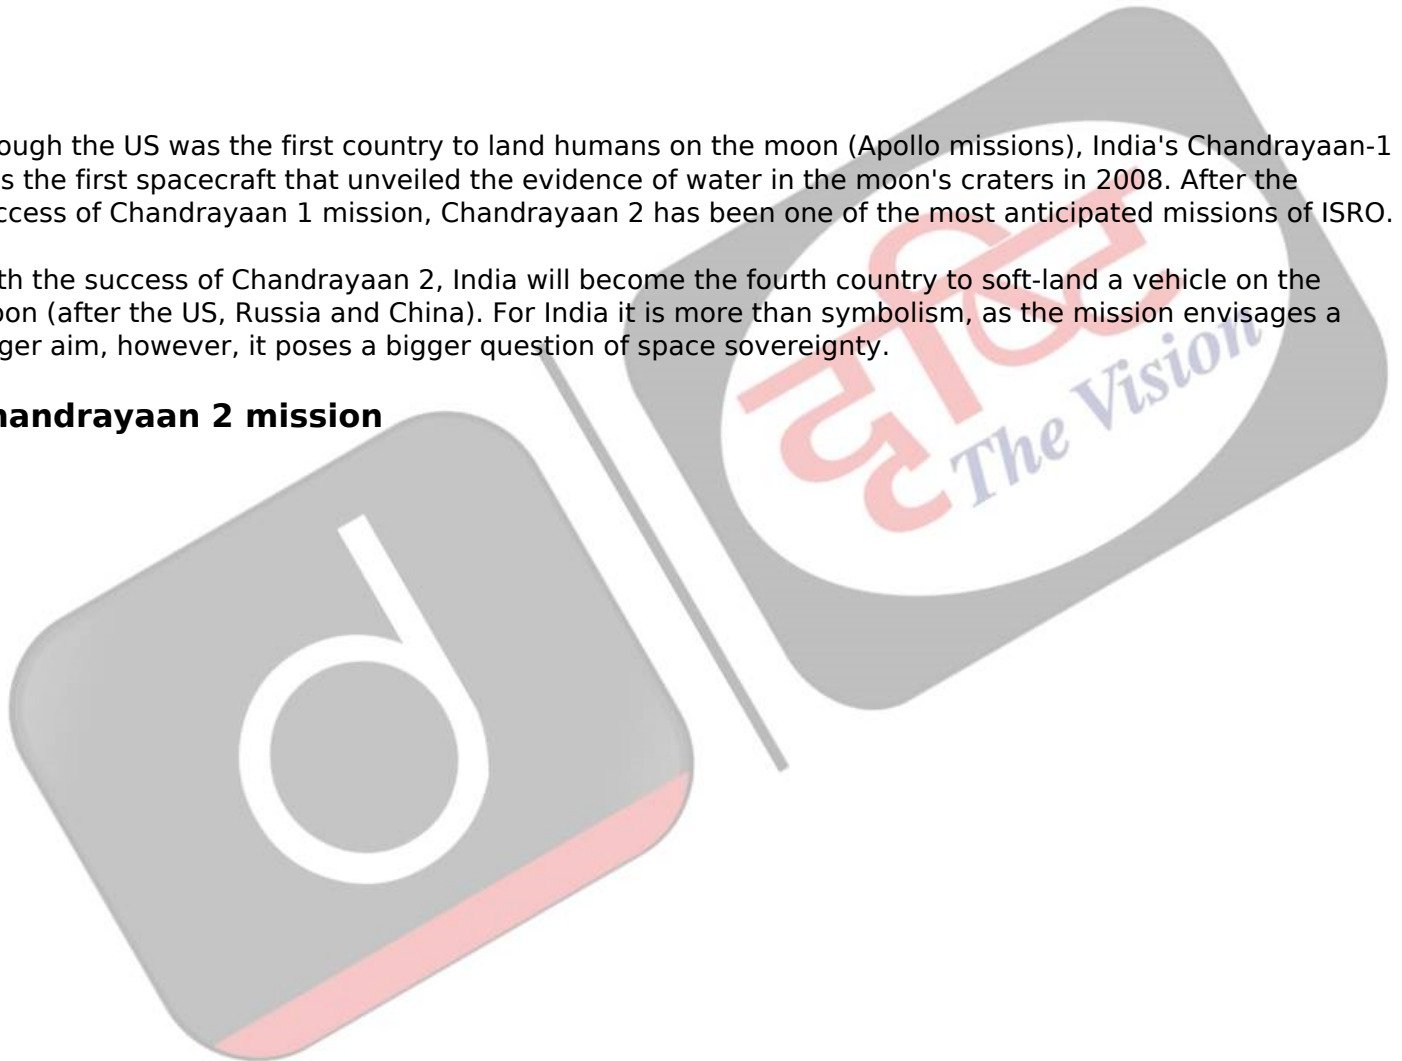 ough the US was the first country to land humans on the moon (Apollo missions), India's Chandrayaan-1
s the first spacecraft that unveiled the evidence of water in the moon's craters in 2008. After the
ccess of Chandrayaan 1 mission, Chandrayaan 2 has been one of the most anticipated missions of ISRO.
th the success of Chandrayaan 2, India will become the fourth country to soft-land a vehicle on the
oon (after the US, Russia and China). For India it is more than symbolism, as the mission envisages a
ger aim, however, it poses a bigger question of space sovereignty.
handrayaan 2 mission
दृष्टि
The Vision
d